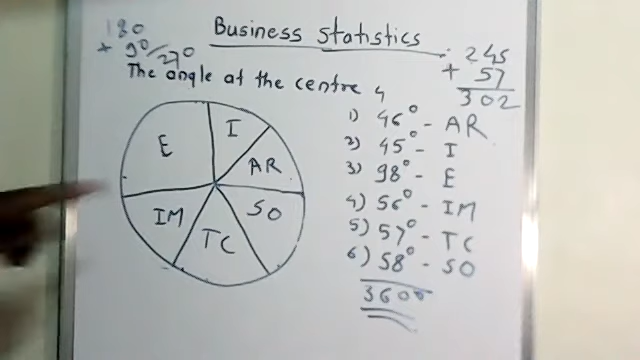 Business Statistics
180
+ 90/270
245
+ 57
302
The angle at the centre 4
E
I
AR
SO
TC
IM
1) 46° - AR
2) 45° - I
3) 98° - E
4) 56° - IM
5) 57° - TC
6) 58° - SO
360°